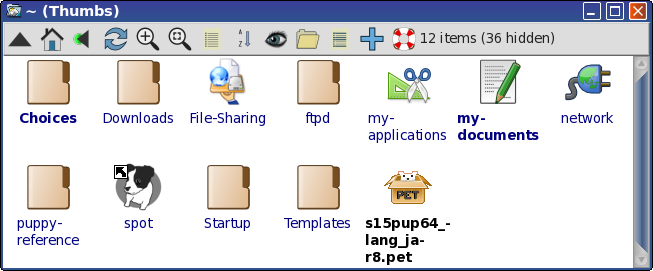 ~ (Thumbs)
12 items (36 hidden)
Choices
Downloads
File-Sharing
ftpd
my-
applications
my-
documents
network
puppy-
reference
spot
Startup
Templates
PET
s15pup64_-
lang_ja-
r8.pet